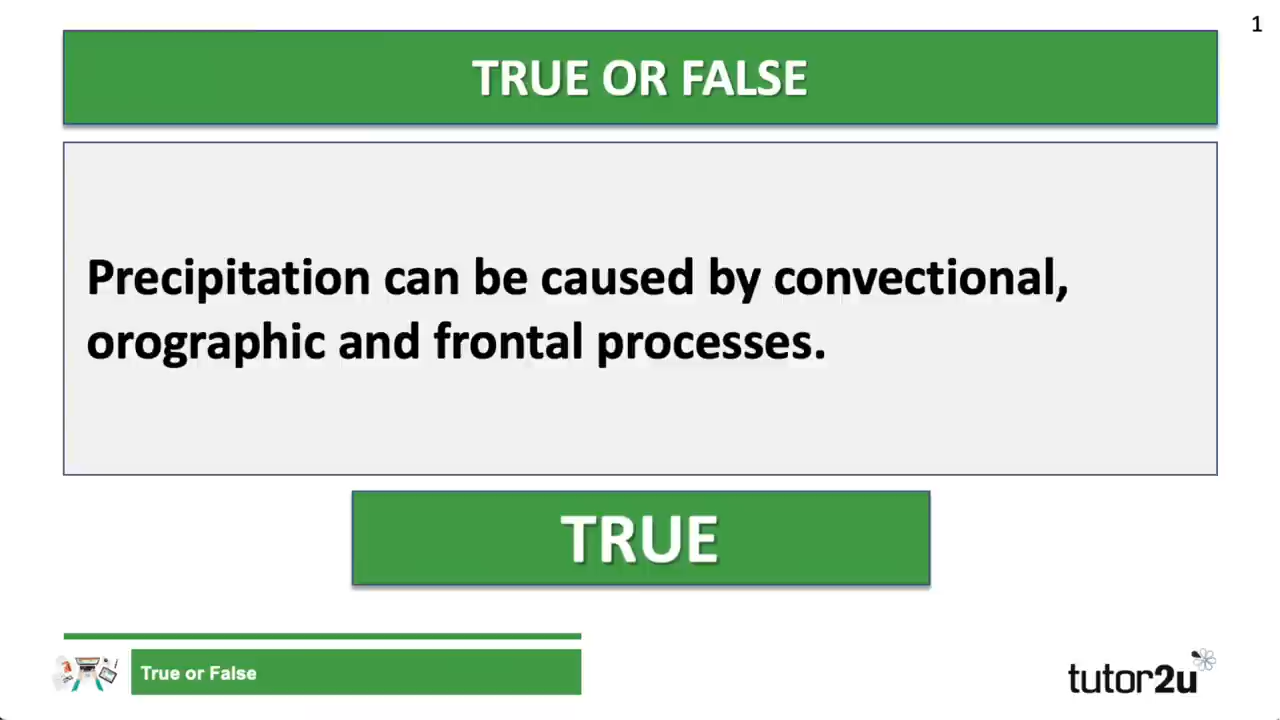 1
TRUE OR FALSE
Precipitation can be caused by convectional,
orographic and frontal processes.
TRUE
True or False
tutor2u